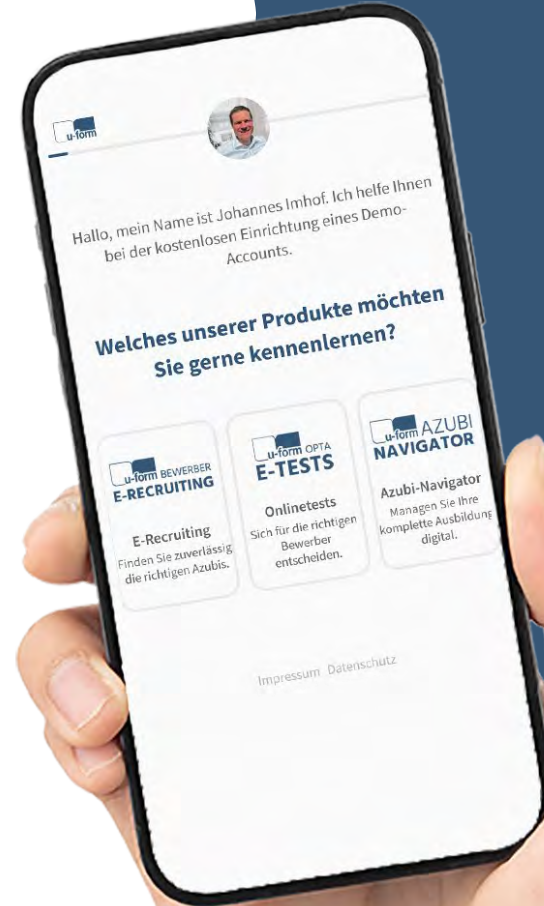 u-form
Hallo, mein Name ist Johannes Imhof. Ich helfe Ihnen
bei der kostenlosen Einrichtung eines Demo-
Accounts.
Welches unserer Produkte möchten
Sie gerne kennenlernen?
u-form BEWERBER
E-RECRUITING
E-Recruiting
Finden Sie zuverlässig
die richtigen Azubis.
u-form OPTA
E-TESTS
Onlinetests
Sich für die richtigen
Bewerber
entscheiden.
u-form AZUBI
NAVIGATOR
Azubi-Navigator
Managen Sie Ihre
komplette Ausbildung
digital.
Impressum Datenschutz